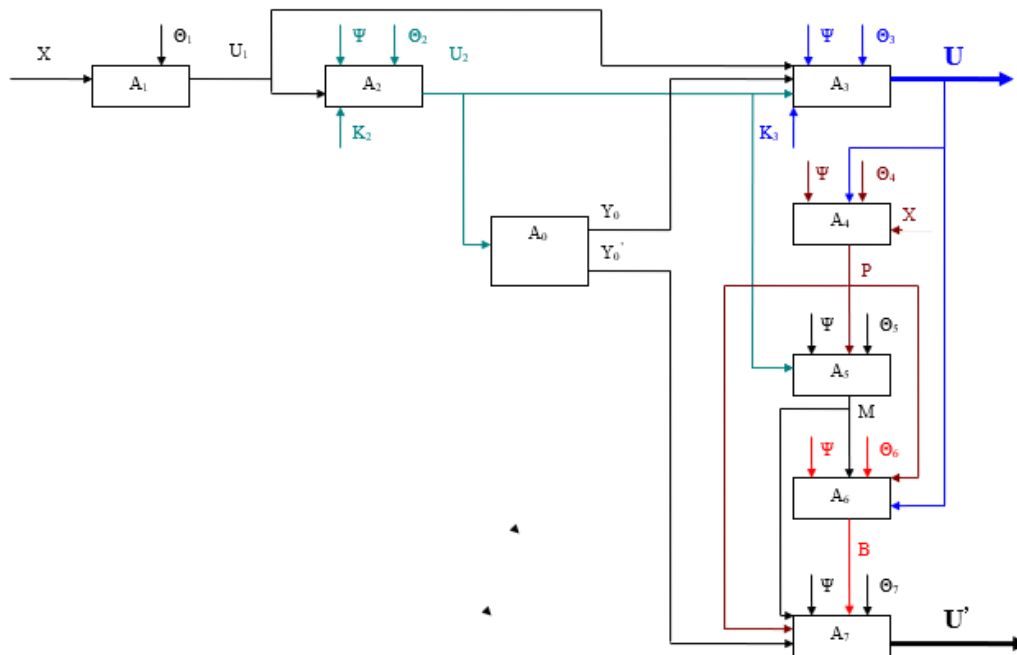 X
Θ₁
U₁
A₁
Ψ
Θ₂
U₂
A₂
K₂
Ψ
Θ₃
U
A₃
K₃
Ψ
Θ₄
A₄
X
Y₀
A₀
Y₀'
P
Ψ
Θ₅
A₅
M
Ψ
Θ₆
A₆
B
Ψ
Θ₇
A₇
U’